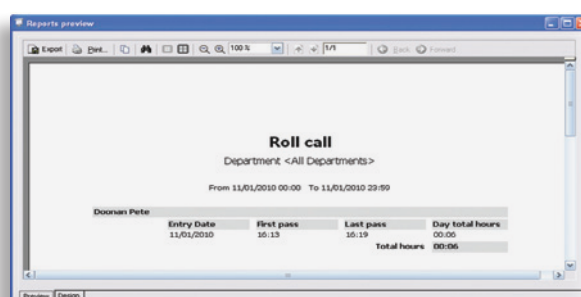 Reports preview
Export Print... 100 % 1/1 Back Forward
Roll call
Department <All Departments>
From 11/01/2010 00:00 To 11/01/2010 23:59
Doonan Pete
Entry Date First pass Last pass Day total hours
11/01/2010 16:13 16:19 00:06
Total hours 00:06
Preview Design